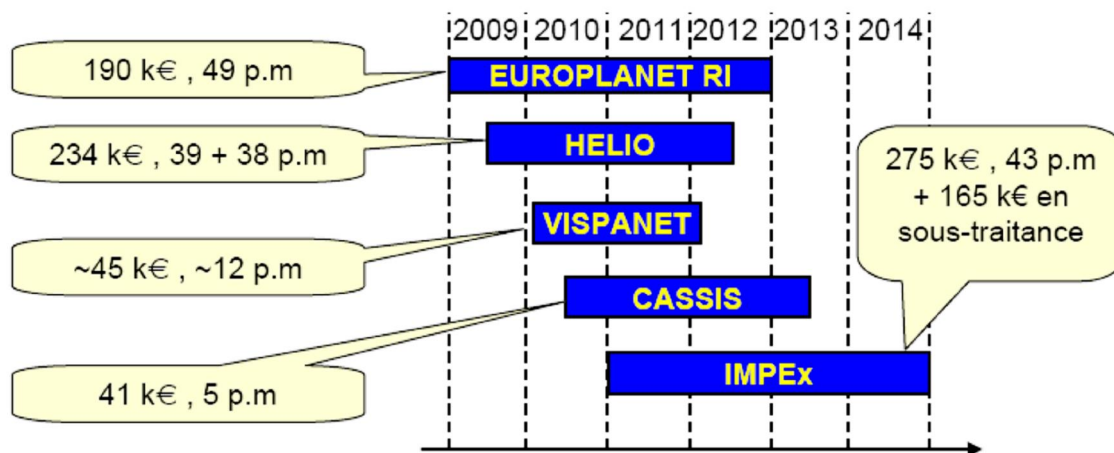 2009 2010 2011 2012 2013 2014
190 k€ , 49 p.m
EUROPLANET RI
234 k€ , 39 + 38 p.m
HELIO
275 k€ , 43 p.m
+ 165 k€ en
sous-traitance
VISPANET
~45 k€ , ~12 p.m
CASSIS
IMPEx
41 k€ , 5 p.m